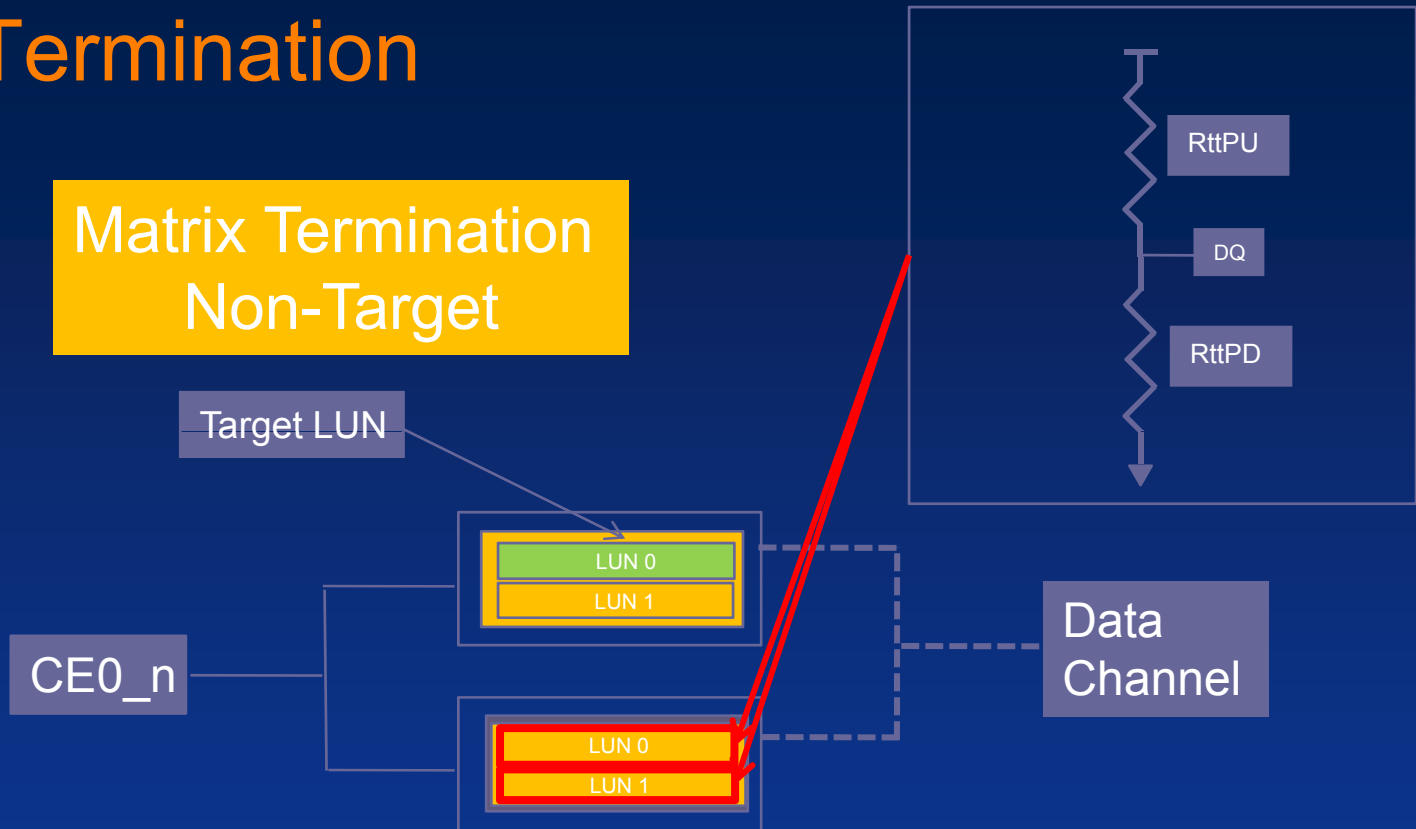 Termination
RttPU
Matrix Termination
Non-Target
DQ
RttPD
Target LUN
LUN 0
LUN 1
Data
Channel
CE0_n
LUN 0
LUN 1